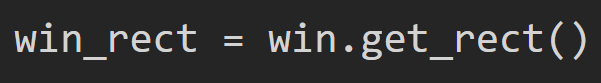 win_rect = win.get_rect()